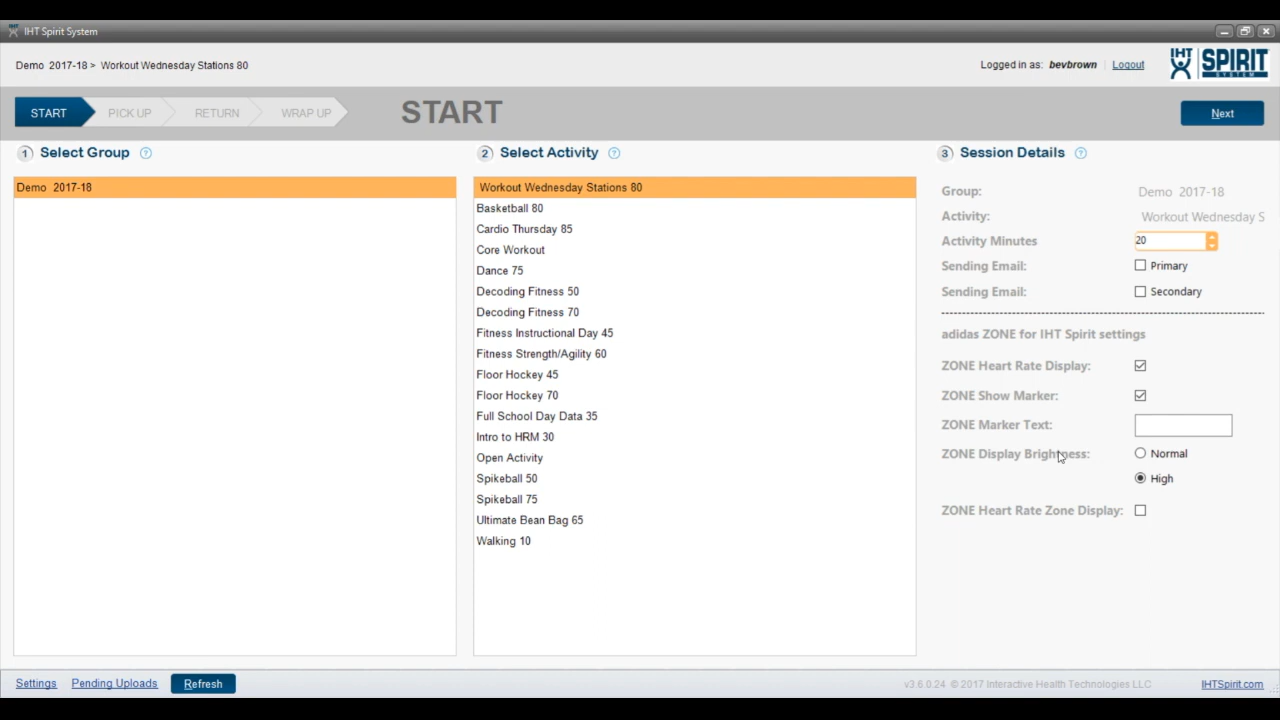 IHT
IHT Spirit System
Demo 2017-18 > Workout Wednesday Stations 80
Logged in as: bevbrown | Logout
IHT SPIRIT SYSTEM
START
PICK UP
RETURN
WRAP UP
START
Next
1 Select Group ?
2 Select Activity ?
3 Session Details ?
Demo 2017-18
Workout Wednesday Stations 80
Basketball 80
Cardio Thursday 85
Core Workout
Dance 75
Decoding Fitness 50
Decoding Fitness 70
Fitness Instructional Day 45
Fitness Strength/Agility 60
Floor Hockey 45
Floor Hockey 70
Full School Day Data 35
Intro to HRM 30
Open Activity
Spikeball 50
Spikeball 75
Ultimate Bean Bag 65
Walking 10
Group: Demo 2017-18
Activity: Workout Wednesday S
Activity Minutes 20
Sending Email: Primary
Sending Email: Secondary
adidas ZONE for IHT Spirit settings
ZONE Heart Rate Display:
ZONE Show Marker:
ZONE Marker Text:
ZONE Display Brightness: Normal
High
ZONE Heart Rate Zone Display:
Settings Pending Uploads Refresh
v3.6.0.24 © 2017 Interactive Health Technologies LLC
IHTSpirit.com